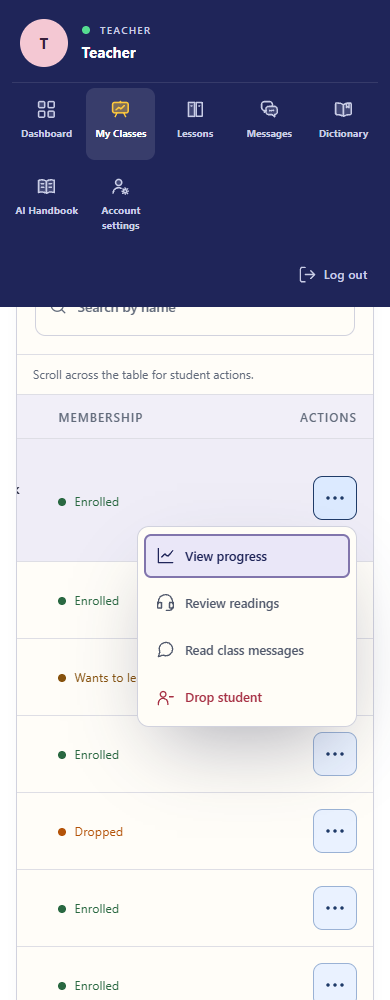 T
TEACHER
Teacher
Dashboard
My Classes
Lessons
Messages
Dictionary
AI Handbook
Account
settings
Log out
Search by name
Scroll across the table for student actions.
MEMBERSHIP
ACTIONS
Enrolled
View progress
Enrolled
Review readings
Read class messages
Wants to le
Drop student
Enrolled
Dropped
Enrolled
Enrolled